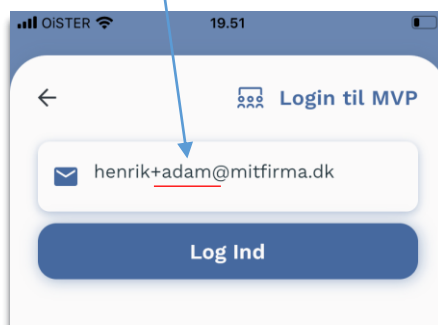 OiSTER 19.51
Login til MVP
henrik+adam@mitfirma.dk
Log Ind